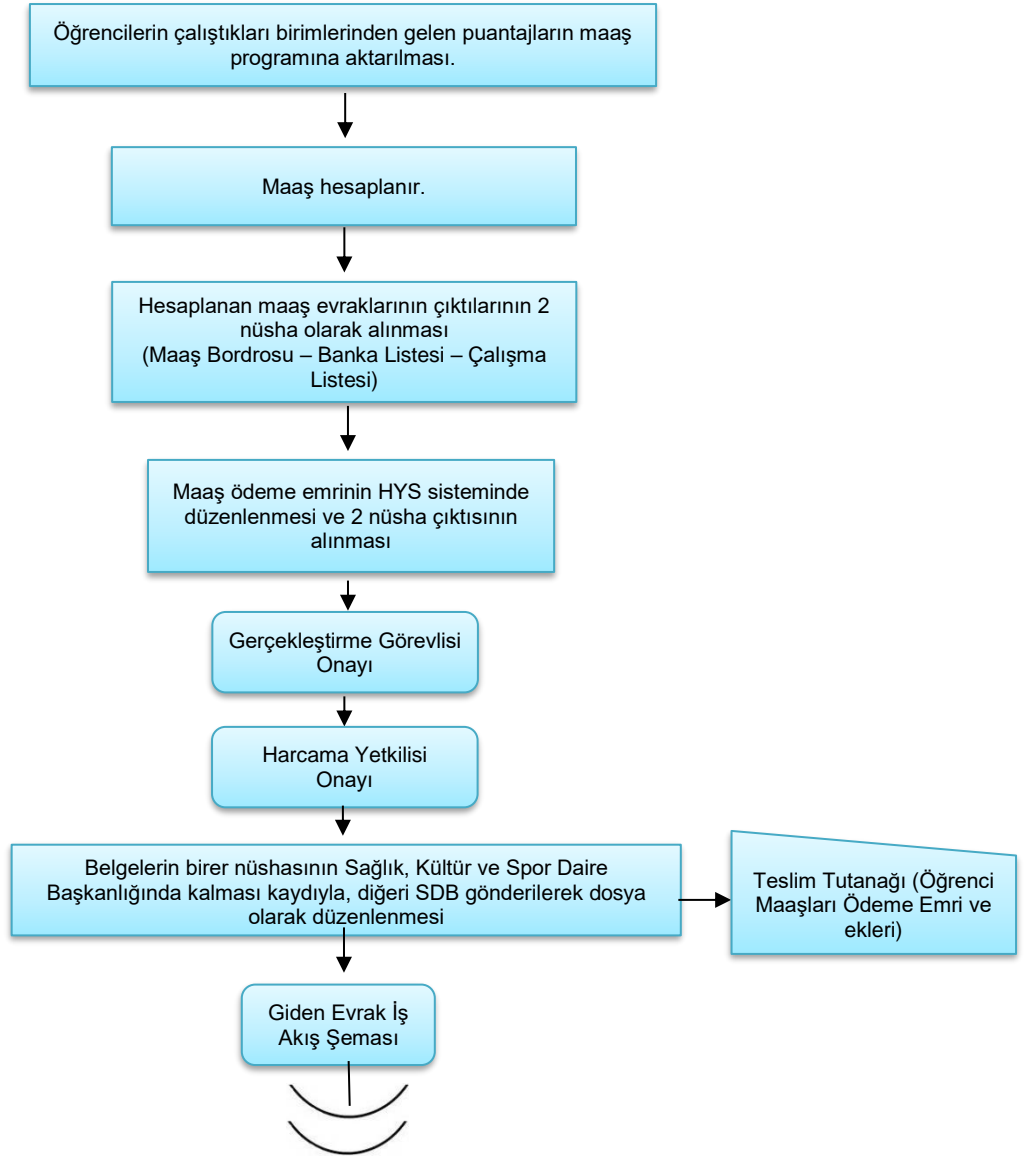 Öğrencilerin çalıştıkları birimlerinden gelen puantajların maaş
programına aktarılması.
Maaş hesaplanır.
Hesaplanan maaş evraklarının çıktılarının 2
nüsha olarak alınması
(Maaş Bordrosu – Banka Listesi – Çalışma
Listesi)
Maaş ödeme emrinin HYS sisteminde
düzenlenmesi ve 2 nüsha çıktısının
alınması
Gerçekleştirme Görevlisi
Onayı
Harcama Yetkilisi
Onayı
Belgelerin birer nüshasının Sağlık, Kültür ve Spor Daire
Başkanlığında kalması kaydıyla, diğeri SDB gönderilerek dosya
olarak düzenlenmesi
Teslim Tutanağı (Öğrenci
Maaşları Ödeme Emri ve
ekleri)
Giden Evrak İş
Akış Şeması